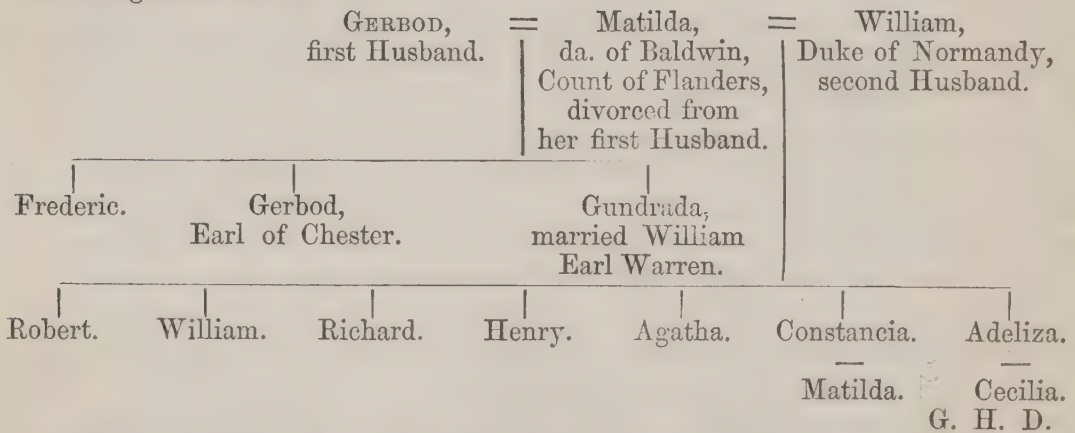 GERBOD, = Matilda, = William,
first Husband. da. of Baldwin, Duke of Normandy,
Count of Flanders, second Husband.
divorced from
her first Husband.
Frederic. Gerbod, Gundrada,
Earl of Chester. married William
Earl Warren.
Robert. William. Richard. Henry. Agatha. Constancia. Adeliza.
Matilda. Cecilia.
G. H. D.